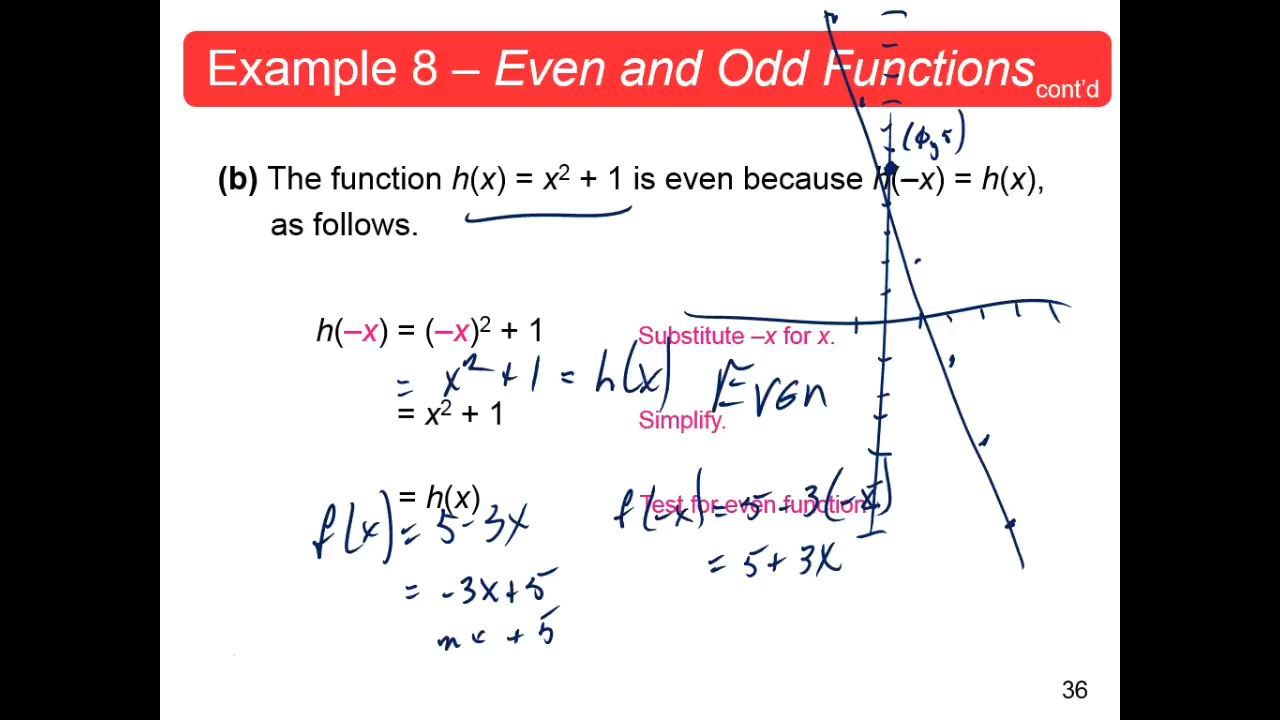 Example 8 – Even and Odd Functions cont'd
(φ, 5)
(b) The function h(x) = x² + 1 is even because h(–x) = h(x),
as follows.
h(–x) = (–x)² + 1 Substitute –x for x.
= x² + 1 = h(x) Even
= x² + 1 Simplify.
= h(x) Test for even function
f(x) = 5 - 3x f(-x) = 5 - 3(-x)
= -3x + 5 = 5 + 3x
mx + 5
36